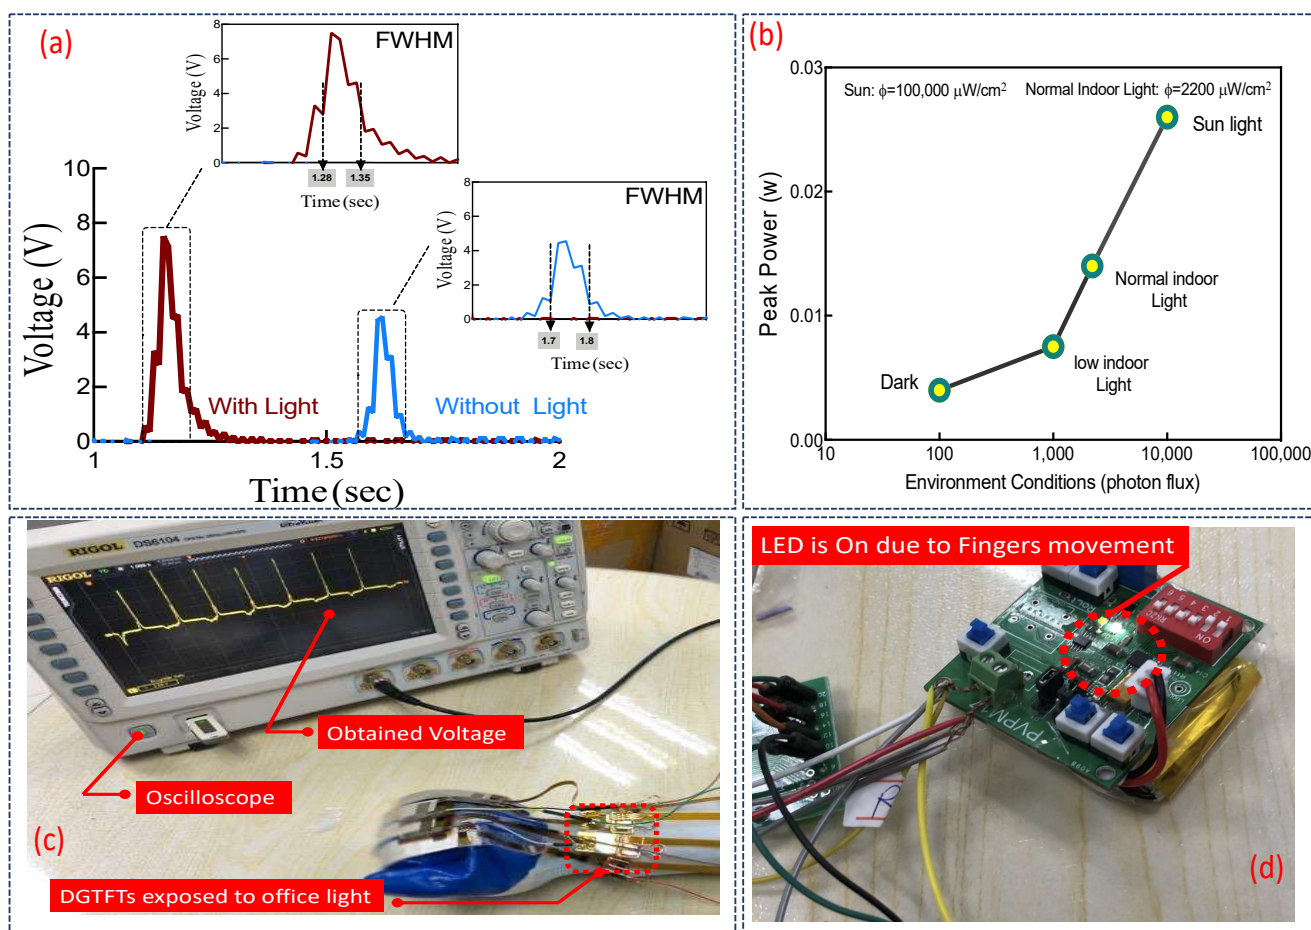 (a)
FWHM
Voltage (V)
8
6
4
2
0
1.28
1.35
Time (sec)
FWHM
Voltage (V)
8
6
4
2
0
1.7
1.8
Time (sec)
Voltage (V)
10
8
6
4
2
0
With Light
Without Light
1
1.5
2
Time (sec)
(b)
Peak Power (w)
0.03
0.02
0.01
0.00
Sun: ϕ=100,000 µW/cm²
Normal Indoor Light: ϕ=2200 µW/cm²
Sun light
Normal indoor
Light
low indoor
Light
Dark
10
100
1,000
10,000
100,000
Environment Conditions (photon flux)
RIGOL
DS6104
RIGOL
Obtained Voltage
Oscilloscope
(c)
DGTFTs exposed to office light
LED is On due to Fingers movement
PVPN
R
(d)